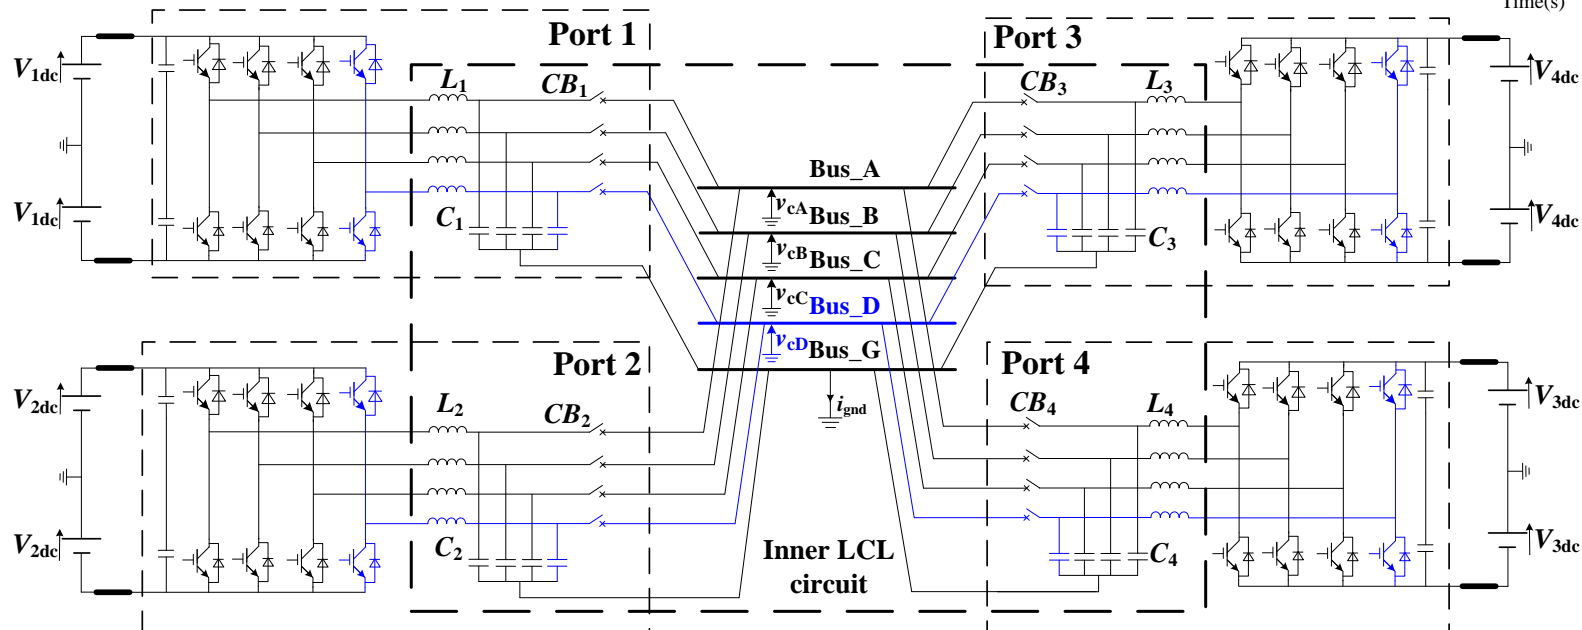 Time(s)
Port 1
Port 3
V1dc
L1
CB1
CB3
L3
V4dc
Bus_A
vcA
Bus_B
V1dc
C1
C3
V4dc
vcB
Bus_C
vcC
Bus_D
vcD
Bus_G
Port 2
Port 4
V2dc
L2
CB2
ignd
CB4
L4
V3dc
V2dc
C2
Inner LCL
circuit
C4
V3dc